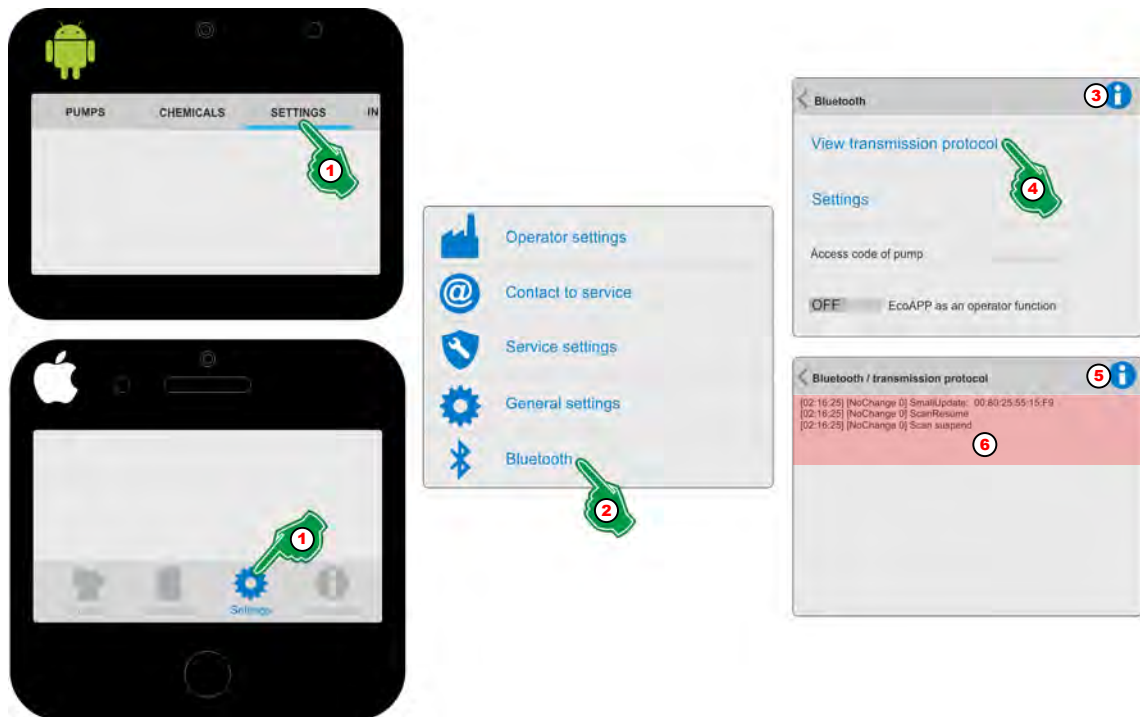 PUMPS CHEMICALS SETTINGS IN
1
Settings
1
Operator settings
Contact to service
Service settings
General settings
Bluetooth
2
Bluetooth
3
View transmission protocol
4
Settings
Access code of pump
OFF EcoAPP as an operator function
Bluetooth / transmission protocol
5
[02:16:25] [NoChange 0] SmallUpdate: 00:80:25:55:15:F9
[02:16:25] [NoChange 0] ScanResume
[02:16:25] [NoChange 0] Scan suspend
6